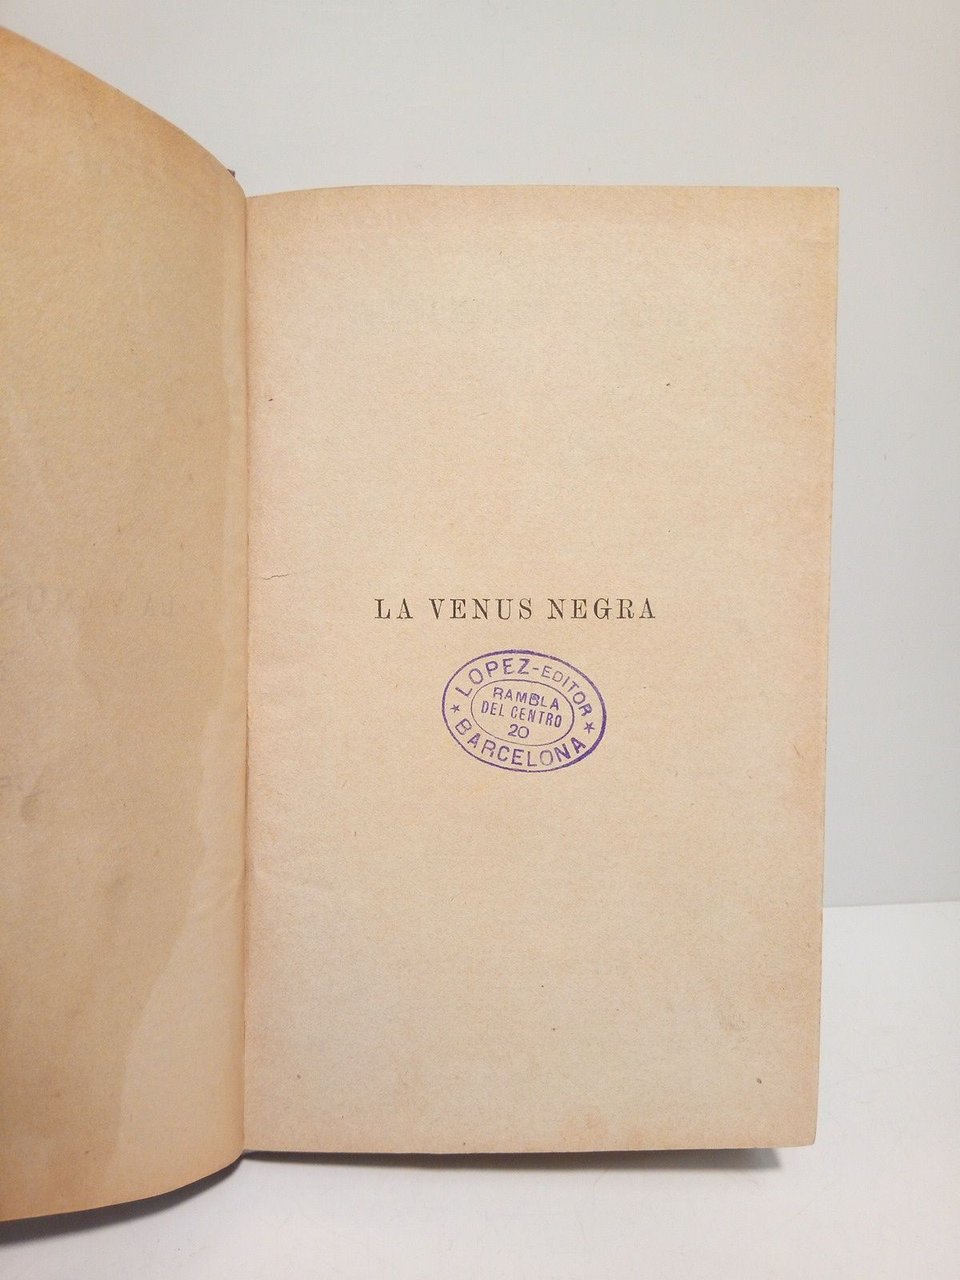 LA VENUS NEGRA
LOPEZ-EDITOR
RAMBLA
DEL CENTRO
20
BARCELONA